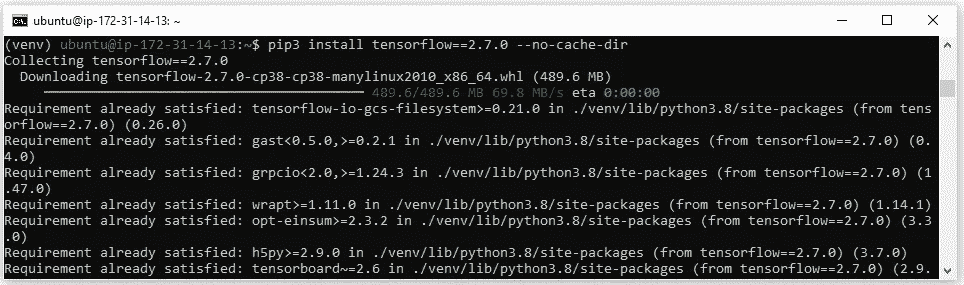 ubuntu@ip-172-31-14-13: ~
(venv) ubuntu@ip-172-31-14-13:~$ pip3 install tensorflow==2.7.0 --no-cache-dir
Collecting tensorflow==2.7.0
  Downloading tensorflow-2.7.0-cp38-cp38-manylinux2010_x86_64.whl (489.6 MB)
     ━━━━━━━━━━━━━━━━━━━━━━━━━━━━━━━━━━━━━━━━ 489.6/489.6 MB 69.8 MB/s eta 0:00:00
Requirement already satisfied: tensorflow-io-gcs-filesystem>=0.21.0 in ./venv/lib/python3.8/site-packages (from tens
orflow==2.7.0) (0.26.0)
Requirement already satisfied: gast<0.5.0,>=0.2.1 in ./venv/lib/python3.8/site-packages (from tensorflow==2.7.0) (0.
4.0)
Requirement already satisfied: grpcio<2.0,>=1.24.3 in ./venv/lib/python3.8/site-packages (from tensorflow==2.7.0) (1
.47.0)
Requirement already satisfied: wrapt>=1.11.0 in ./venv/lib/python3.8/site-packages (from tensorflow==2.7.0) (1.14.1)
Requirement already satisfied: opt-einsum>=2.3.2 in ./venv/lib/python3.8/site-packages (from tensorflow==2.7.0) (3.3
.0)
Requirement already satisfied: h5py>=2.9.0 in ./venv/lib/python3.8/site-packages (from tensorflow==2.7.0) (3.7.0)
Requirement already satisfied: tensorboard~=2.6 in ./venv/lib/python3.8/site-packages (from tensorflow==2.7.0) (2.9.